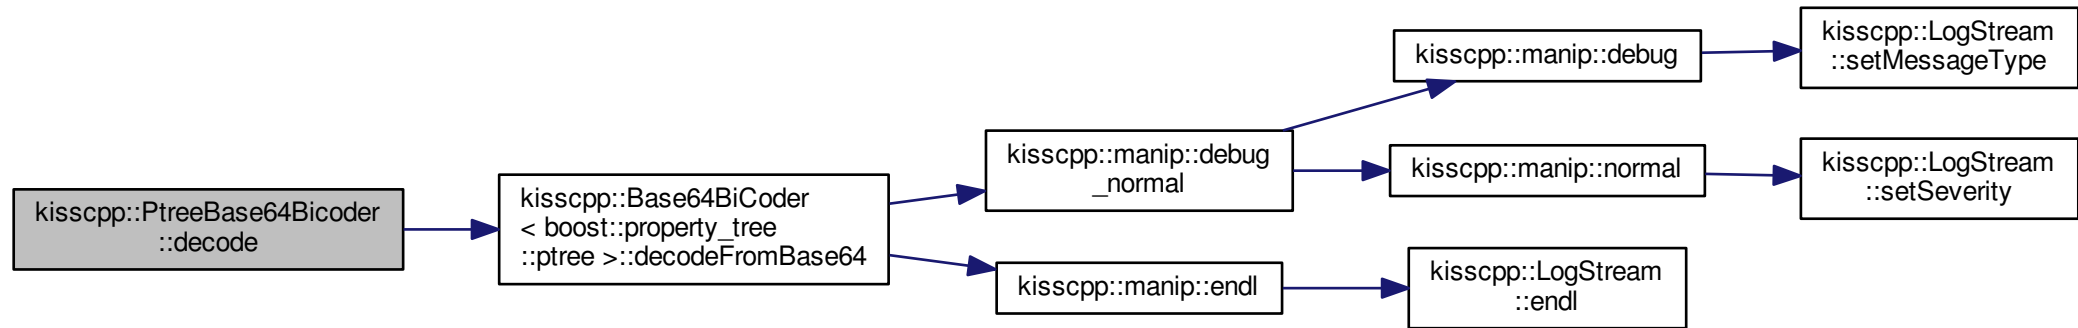 kisscpp::PtreeBase64Bicoder
::decode
kisscpp::Base64BiCoder
< boost::property_tree
::ptree >::decodeFromBase64
kisscpp::manip::debug
_normal
kisscpp::manip::debug
kisscpp::LogStream
::setMessageType
kisscpp::manip::normal
kisscpp::LogStream
::setSeverity
kisscpp::manip::endl
kisscpp::LogStream
::endl